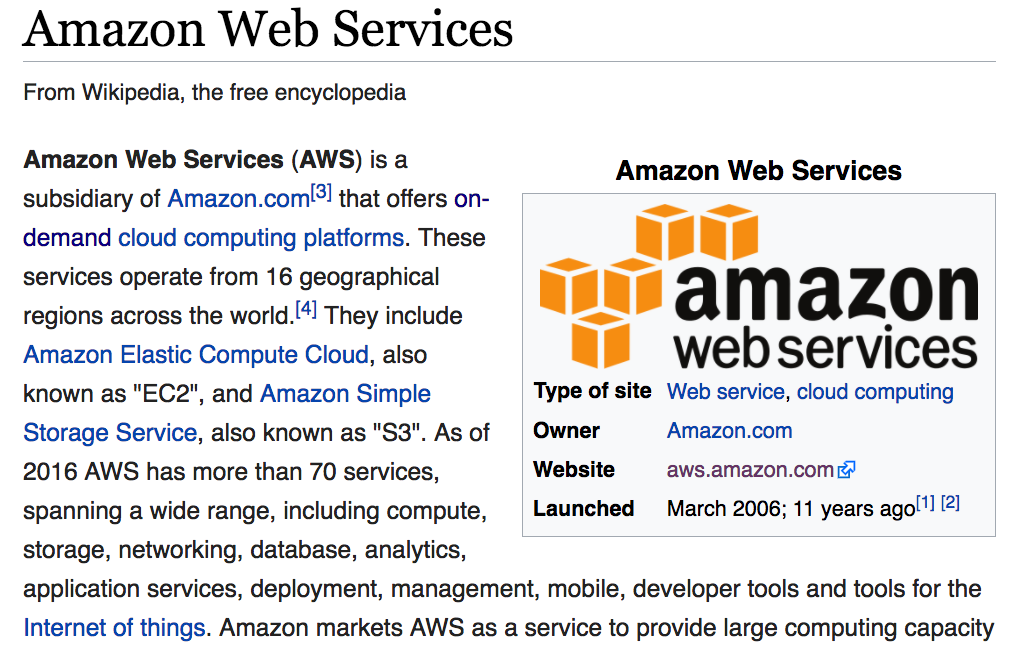 Amazon Web Services
From Wikipedia, the free encyclopedia
Amazon Web Services (AWS) is a
subsidiary of Amazon.com[3] that offers on-
demand cloud computing platforms. These
services operate from 16 geographical
regions across the world.[4] They include
Amazon Elastic Compute Cloud, also
known as "EC2", and Amazon Simple
Storage Service, also known as "S3". As of
2016 AWS has more than 70 services,
spanning a wide range, including compute,
storage, networking, database, analytics,
application services, deployment, management, mobile, developer tools and tools for the
Internet of things. Amazon markets AWS as a service to provide large computing capacity
Amazon Web Services
amazon
web services
Type of site Web service, cloud computing
Owner Amazon.com
Website aws.amazon.com
Launched March 2006; 11 years ago[1] [2]